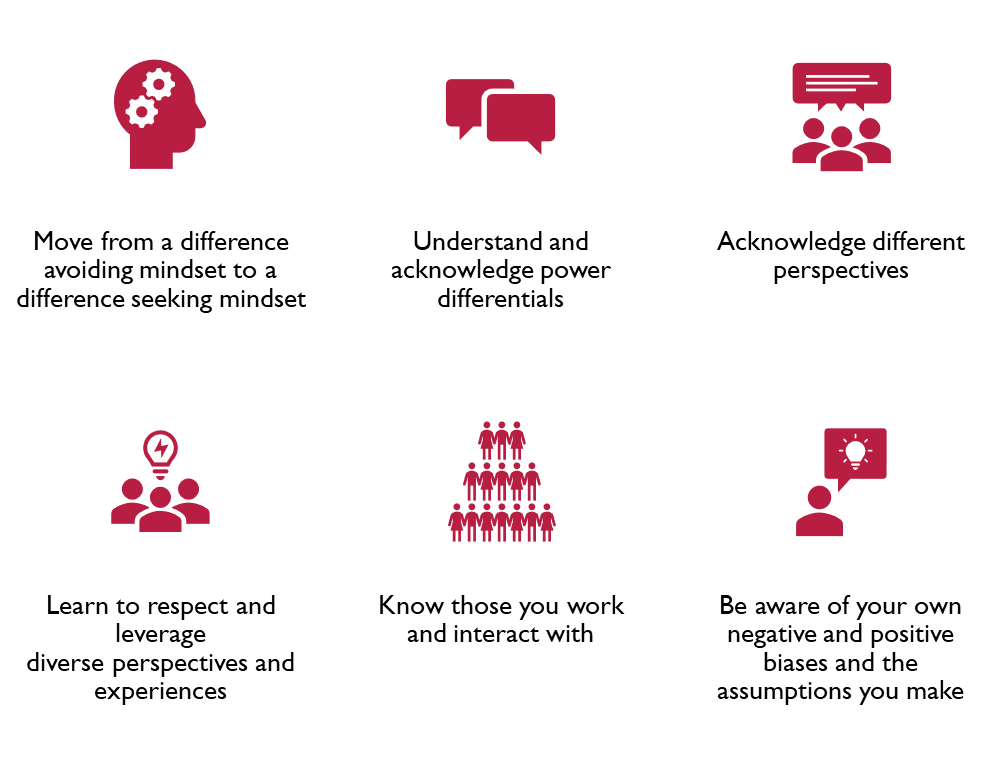 Move from a difference
avoiding mindset to a
difference seeking mindset
Understand and
acknowledge power
differentials
Acknowledge different
perspectives
Learn to respect and
leverage
diverse perspectives and
experiences
Know those you work
and interact with
Be aware of your own
negative and positive
biases and the
assumptions you make